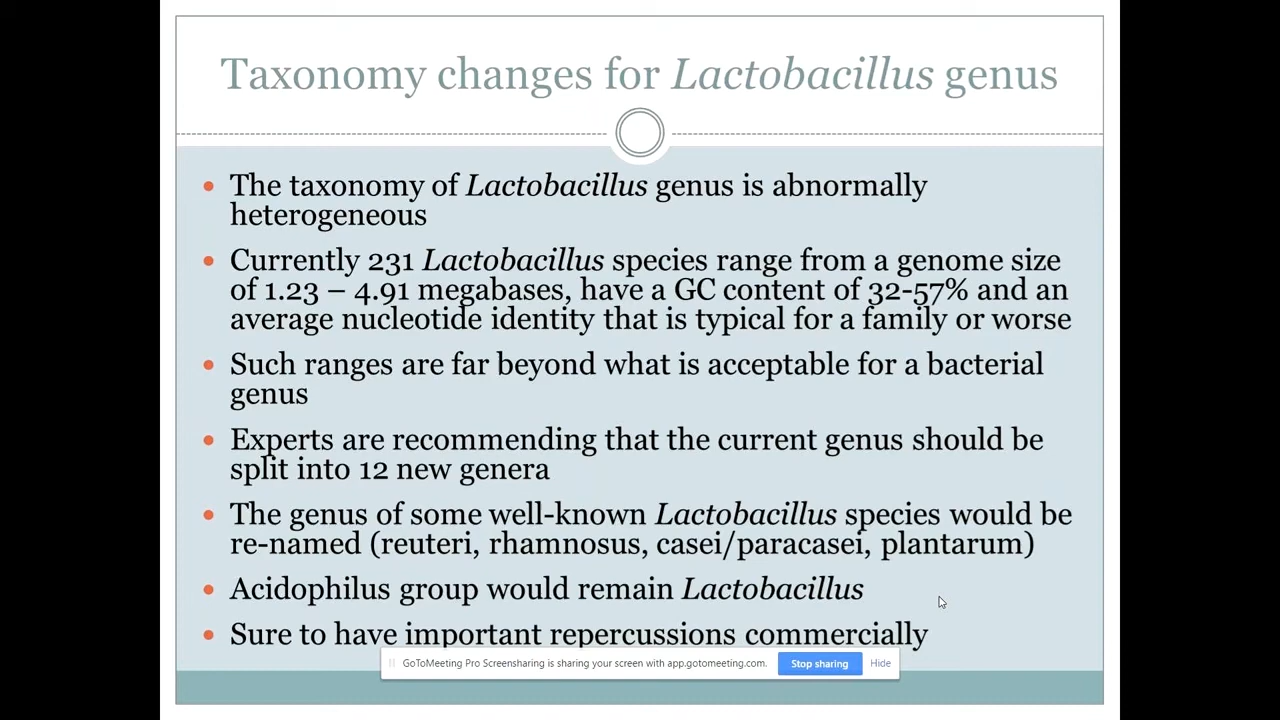 Taxonomy changes for Lactobacillus genus
• The taxonomy of Lactobacillus genus is abnormally
heterogeneous
• Currently 231 Lactobacillus species range from a genome size
of 1.23 – 4.91 megabases, have a GC content of 32-57% and an
average nucleotide identity that is typical for a family or worse
• Such ranges are far beyond what is acceptable for a bacterial
genus
• Experts are recommending that the current genus should be
split into 12 new genera
• The genus of some well-known Lactobacillus species would be
re-named (reuteri, rhamnosus, casei/paracasei, plantarum)
• Acidophilus group would remain Lactobacillus
• Sure to have important repercussions commercially
GoToMeeting Pro Screensharing is sharing your screen with app.gotomeeting.com. Stop sharing Hide